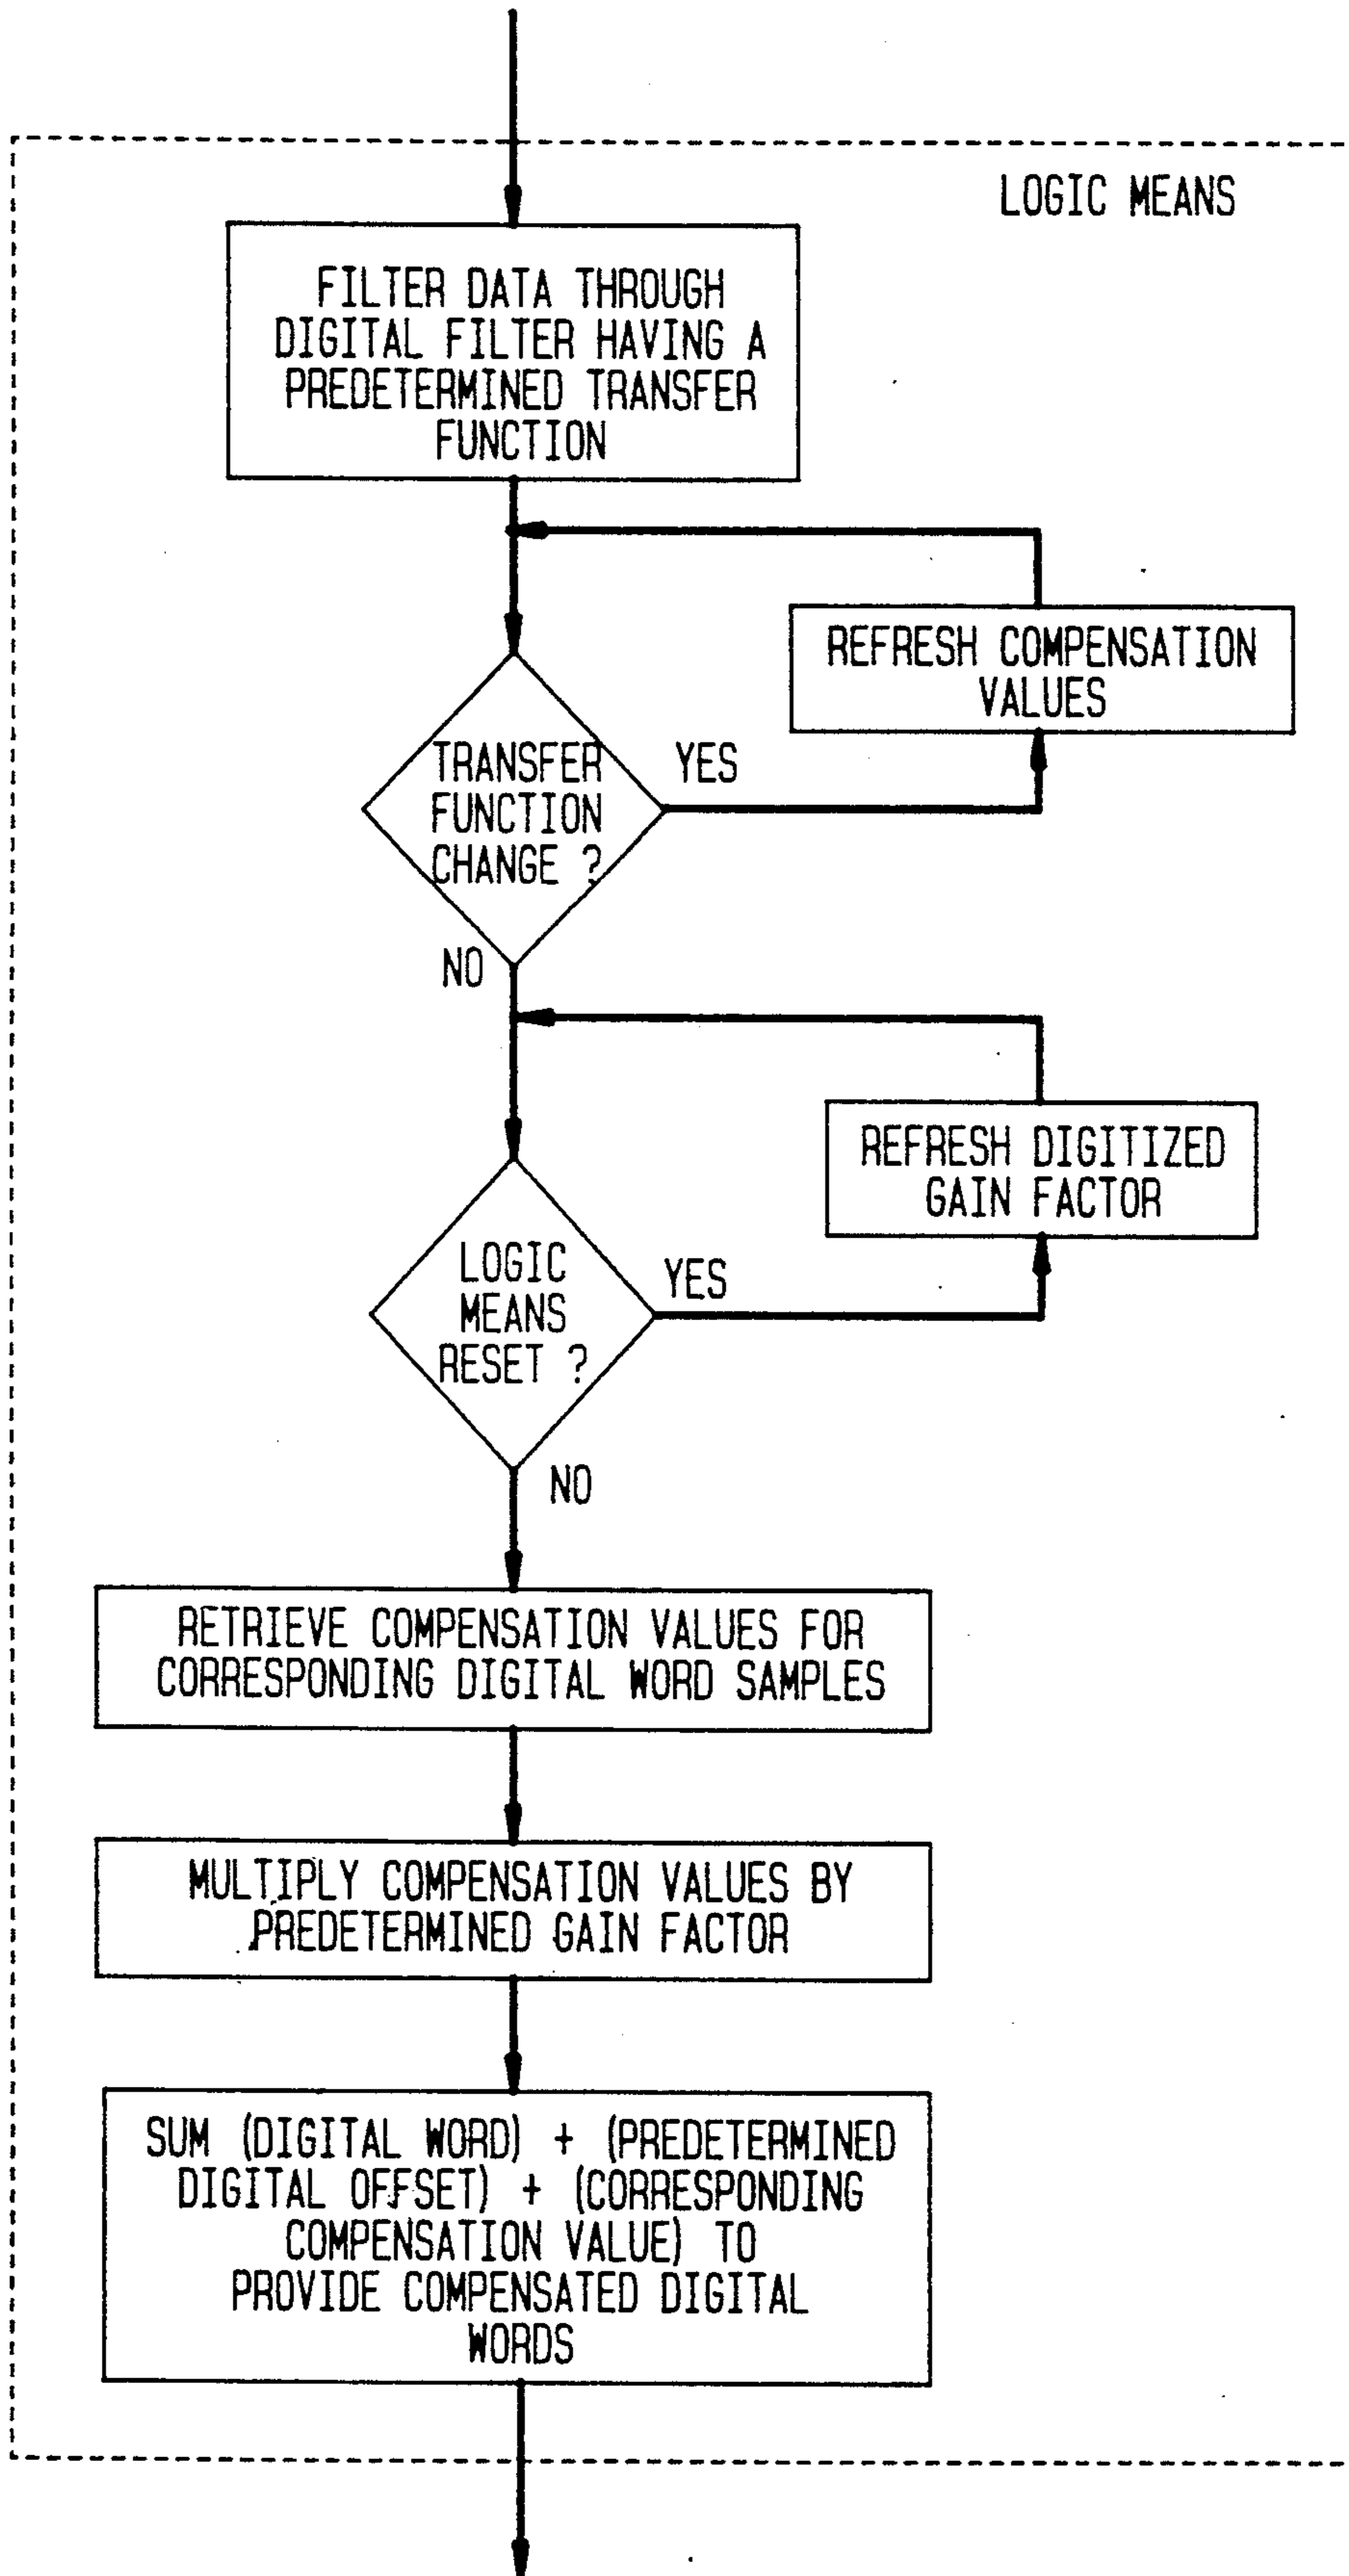 LOGIC MEANS
FILTER DATA THROUGH
DIGITAL FILTER HAVING A
PREDETERMINED TRANSFER
FUNCTION
REFRESH COMPENSATION
VALUES
TRANSFER
FUNCTION
CHANGE ?
YES
NO
REFRESH DIGITIZED
GAIN FACTOR
LOGIC
MEANS
RESET ?
YES
NO
RETRIEVE COMPENSATION VALUES FOR
CORRESPONDING DIGITAL WORD SAMPLES
MULTIPLY COMPENSATION VALUES BY
PREDETERMINED GAIN FACTOR
SUM (DIGITAL WORD) + (PREDETERMINED
DIGITAL OFFSET) + (CORRESPONDING
COMPENSATION VALUE) TO
PROVIDE COMPENSATED DIGITAL
WORDS